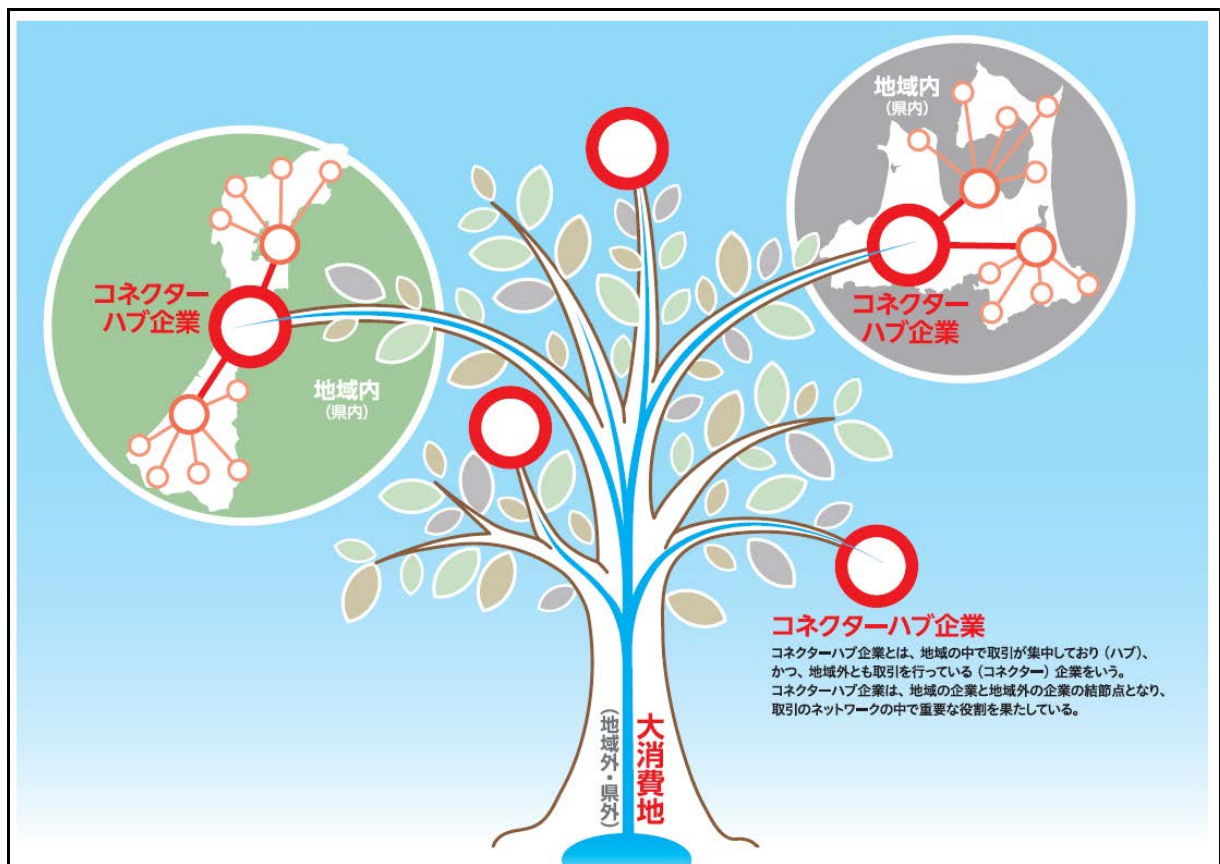 地域内
(県内)
コネクター
ハブ企業
地域内
(県内)
コネクター
ハブ企業
コネクターハブ企業
コネクターハブ企業とは、地域の中で取引が集中しており（ハブ）、
かつ、地域外とも取引を行っている（コネクター）企業をいう。
コネクターハブ企業は、地域の企業と地域外の企業の結節点となり、
取引のネットワークの中で重要な役割を果たしている。
大消費地
（地域外・県外）